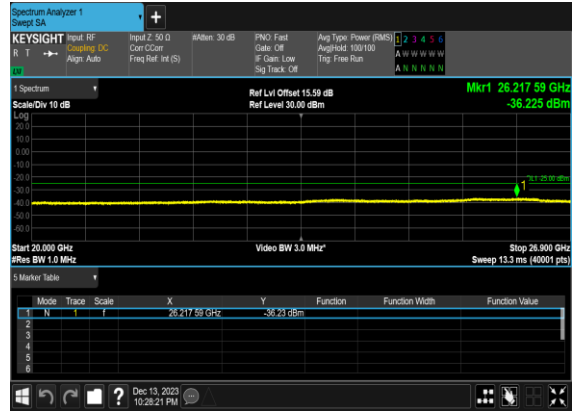 Spectrum Analyzer 1
Swept SA
+
KEYSIGHT Input: RF Input Z: 50 Ω #Atten: 30 dB PNO: Fast Avg Type: Power (RMS) 1 2 3 4 5 6
R T Coupling: DC Corr CCorr Gate: Off Avg|Hold: 100/100 A W W W W W
Align: Auto Freq Ref: Int (S) IF Gain: Low Trig: Free Run
Sig Track: Off A N N N N N
1 Spectrum Ref Lvl Offset 15.59 dB Mkr1 26.217 59 GHz
Scale/Div 10 dB Ref Level 30.00 dBm -36.225 dBm
Log
20.0
10.0
0.00
-10.0
-20.0
-30.0
-40.0
-50.0
-60.0
1
Start 20.000 GHz Video BW 3.0 MHz* Stop 26.900 GHz
#Res BW 1.0 MHz Sweep 13.3 ms (40001 pts)
5 Marker Table
Mode Trace Scale X Y Function Function Width Function Value
1 N 1 f 26.217 59 GHz -36.23 dBm
2
3
4
5
6
? Dec 13, 2023
10:28:21 PM